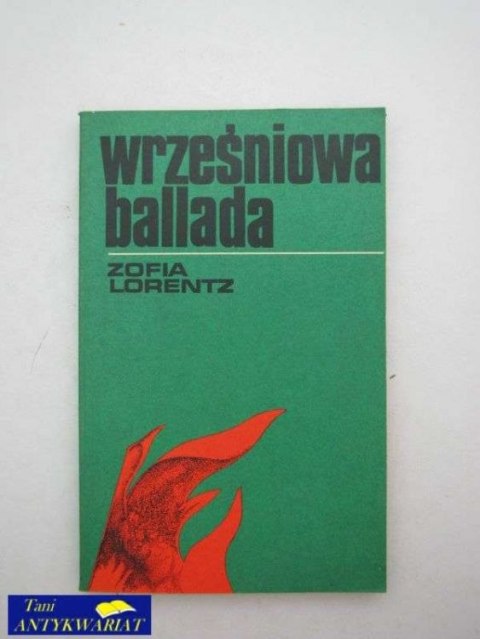 wrześniowa
ballada
ZOFIA
LORENTZ
Tani
ANTYKWARIAT